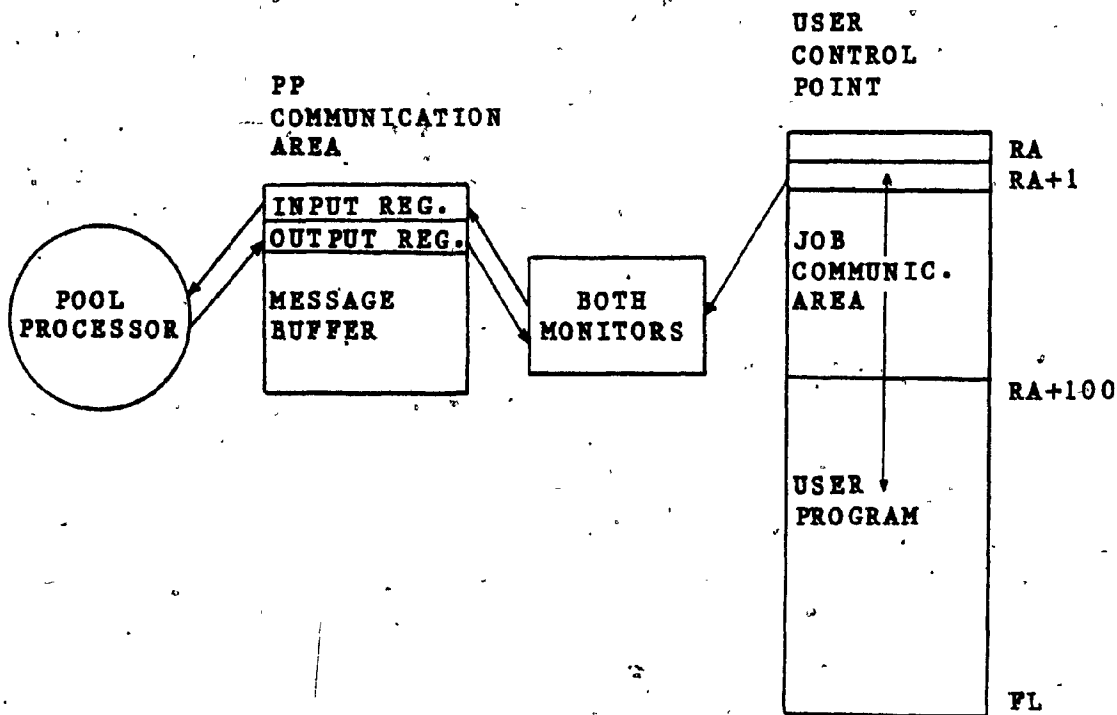 USER
CONTROL
POINT
PP
COMMUNICATION
AREA
RA
RA+1
INPUT REG.
OUTPUT REG.
MESSAGE
BUFFER
POOL
PROCESSOR
BOTH
MONITORS
JOB
COMMUNIC.
AREA
RA+100
USER
PROGRAM
FL